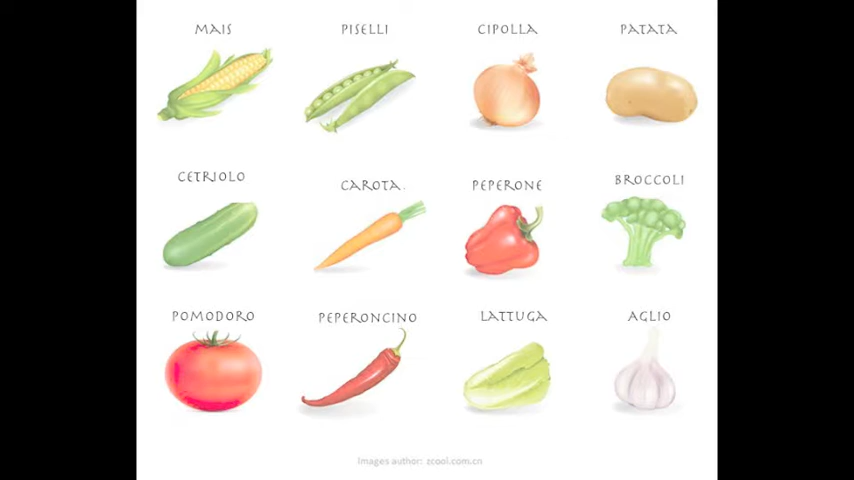 MAIS PISELLI CIPOLLA PATATA
CETRIOLO CAROTA. PEPERONE BROCCOLI
POMODORO PEPERONCINO LATTUGA AGLIO
Images author: zcool.com.cn